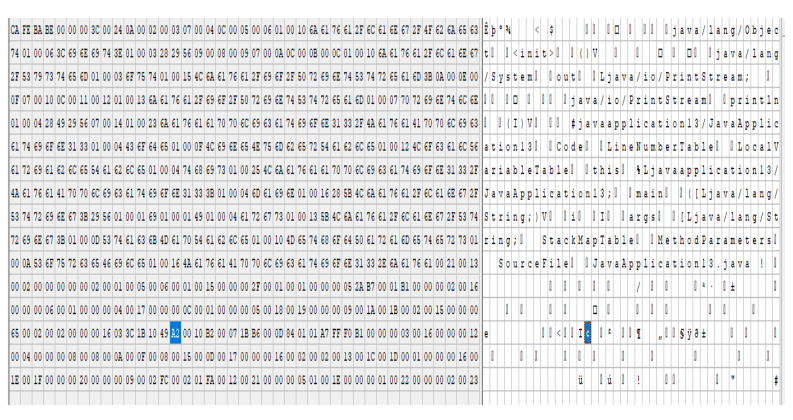 CA FE BA BE 00 00 00 3C 00 24 0A 00 02 00 03 07 00 04 0C 00 05 00 06 01 00 10 6A 61 76 61 2F 6C 61 6E 67 2F 4F 62 6A 65 63 Êþº¾ < $ java/lang/Objec
74 01 00 06 3C 69 6E 69 74 3E 01 00 03 28 29 56 09 00 08 00 09 07 00 0A 0C 00 0B 00 0C 01 00 10 6A 61 76 61 2F 6C 61 6E 67 t <init> ()V java/lang
2F 53 79 73 74 65 6D 01 00 03 6F 75 74 01 00 15 4C 6A 61 76 61 2F 69 6F 2F 50 72 69 6E 74 53 74 72 65 61 6D 3B 0A 00 0E 00 /System out Ljava/io/PrintStream;
0F 07 00 10 0C 00 11 00 12 01 00 13 6A 61 76 61 2F 69 6F 2F 50 72 69 6E 74 53 74 72 65 61 6D 01 00 07 70 72 69 6E 74 6C 6E java/io/PrintStream println
01 00 04 28 49 29 56 07 00 14 01 00 23 6A 61 76 61 61 70 70 6C 69 63 61 74 69 6F 6E 31 33 2F 4A 61 76 61 41 70 70 6C 69 63 (I)V #javaapplication13/JavaApplic
61 74 69 6F 6E 31 33 01 00 04 43 6F 64 65 01 00 0F 4C 69 6E 65 4E 75 6D 62 65 72 54 61 62 6C 65 01 00 12 4C 6F 63 61 6C 56 ation13 Code LineNumberTable LocalV
61 72 69 61 62 6C 65 54 61 62 6C 65 01 00 04 74 68 69 73 01 00 25 4C 6A 61 76 61 61 70 70 6C 69 63 61 74 69 6F 6E 31 33 2F ariableTable this %Ljavaapplication13/
4A 61 76 61 41 70 70 6C 69 63 61 74 69 6F 6E 31 33 3B 01 00 04 6D 61 69 6E 01 00 16 28 5B 4C 6A 61 76 61 2F 6C 61 6E 67 2F JavaApplication13; main ([Ljava/lang/
53 74 72 69 6E 67 3B 29 56 01 00 01 69 01 00 01 49 01 00 04 61 72 67 73 01 00 13 5B 4C 6A 61 76 61 2F 6C 61 6E 67 2F 53 74 String;)V i I args [Ljava/lang/St
72 69 6E 67 3B 01 00 0D 53 74 61 63 6B 4D 61 70 54 61 62 6C 65 01 00 10 4D 65 74 68 6F 64 50 61 72 61 6D 65 74 65 72 73 01 ring; StackMapTable MethodParameters
00 0A 53 6F 75 72 63 65 46 69 6C 65 01 00 16 4A 61 76 61 41 70 70 6C 69 63 61 74 69 6F 6E 31 33 2E 6A 61 76 61 00 21 00 13 SourceFile JavaApplication13.java !
00 02 00 00 00 00 00 02 00 01 00 05 00 06 00 01 00 15 00 00 00 2F 00 01 00 01 00 00 00 05 2A B7 00 01 B1 00 00 00 02 00 16 / * · ±
00 00 00 06 00 01 00 00 00 04 00 17 00 00 00 0C 00 01 00 00 00 05 00 18 00 19 00 00 00 09 00 1A 00 1B 00 02 00 15 00 00 00
65 00 02 00 02 00 00 00 16 03 3C 1B 10 49 A2 00 10 B2 00 07 1B B6 00 0D 84 01 01 A7 FF F0 B1 00 00 00 03 00 16 00 00 00 12 e <I¢ ² ¶ „ §ÿð±
00 04 00 00 00 08 00 08 00 0A 00 0F 00 08 00 15 00 0D 00 17 00 00 00 16 00 02 00 02 00 13 00 1C 00 1D 00 01 00 00 00 16 00
1E 00 1F 00 00 00 20 00 00 00 09 00 02 FC 00 02 01 FA 00 12 00 21 00 00 00 05 01 00 1E 00 00 00 01 00 22 00 00 00 02 00 23 ü ú ! " #